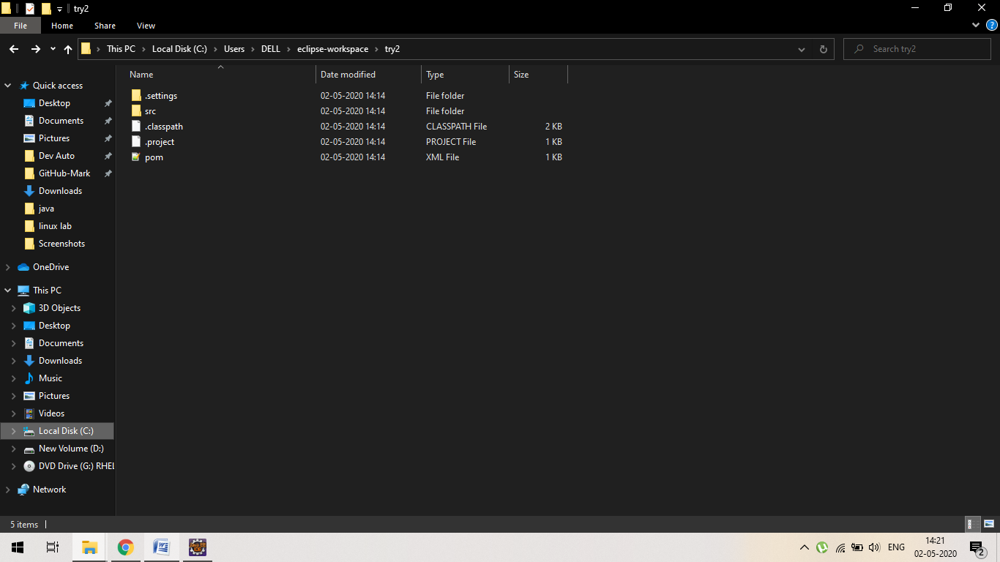 try2
File Home Share View
This PC Local Disk (C:) Users DELL eclipse-workspace try2
Search try2
Name Date modified Type Size
.settings 02-05-2020 14:14 File folder
src 02-05-2020 14:14 File folder
.classpath 02-05-2020 14:14 CLASSPATH File 2 KB
.project 02-05-2020 14:14 PROJECT File 1 KB
pom 02-05-2020 14:14 XML File 1 KB
Quick access
Desktop
Documents
Pictures
Dev Auto
GitHub-Mark
Downloads
java
linux lab
Screenshots
OneDrive
This PC
3D Objects
Desktop
Documents
Downloads
Music
Pictures
Videos
Local Disk (C:)
New Volume (D:)
DVD Drive (G:) RHEL
Network
5 items
ENG
14:21
02-05-2020
2